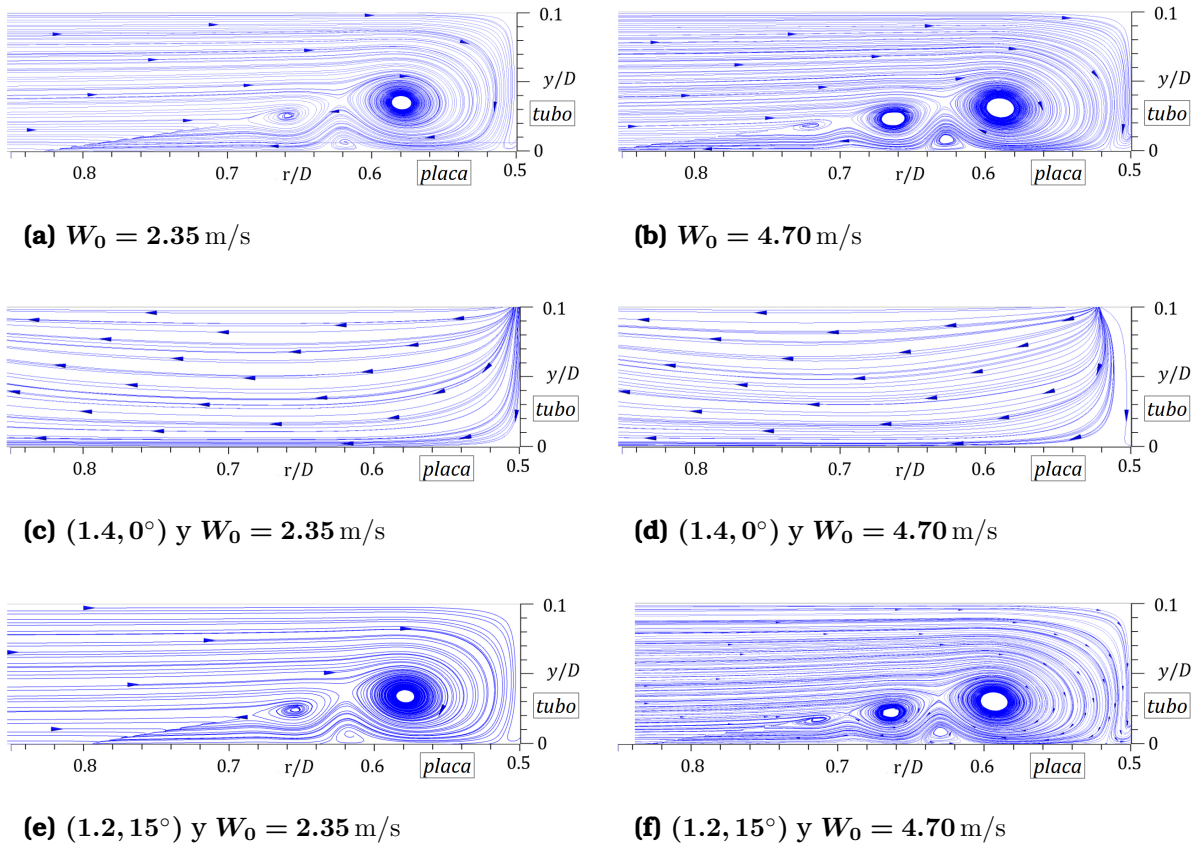 0.1
y/D
tubo
0
0.8 0.7 r/D 0.6 placa 0.5
(a) W₀ = 2.35 m/s
0.1
y/D
tubo
0
0.8 0.7 r/D 0.6 placa 0.5
(b) W₀ = 4.70 m/s
0.1
y/D
tubo
0
0.8 0.7 r/D 0.6 placa 0.5
(c) (1.4, 0°) y W₀ = 2.35 m/s
0.1
y/D
tubo
0
0.8 0.7 r/D 0.6 placa 0.5
(d) (1.4, 0°) y W₀ = 4.70 m/s
0.1
y/D
tubo
0
0.8 0.7 r/D 0.6 placa 0.5
(e) (1.2, 15°) y W₀ = 2.35 m/s
0.1
y/D
tubo
0
0.8 0.7 r/D 0.6 placa 0.5
(f) (1.2, 15°) y W₀ = 4.70 m/s